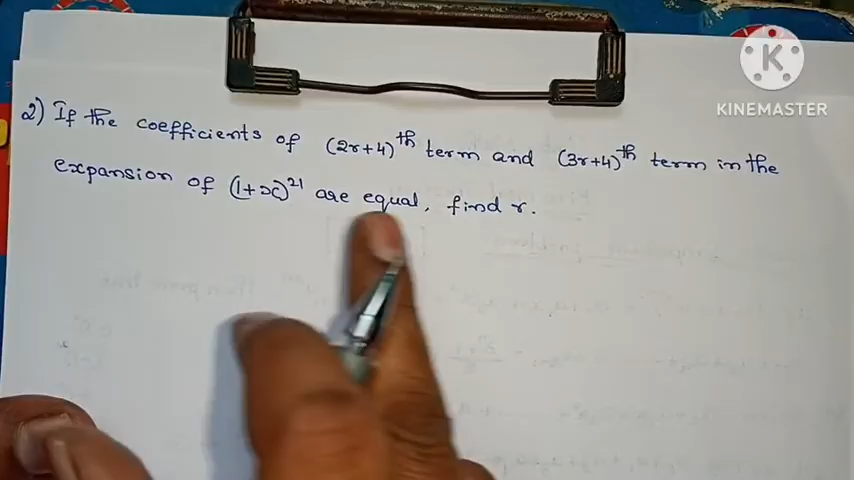 2) If the coefficients of (2r+4)th term and (3r+4)th term in the
expansion of (1+x)^21 are equal, find r.
K
KINEMASTER